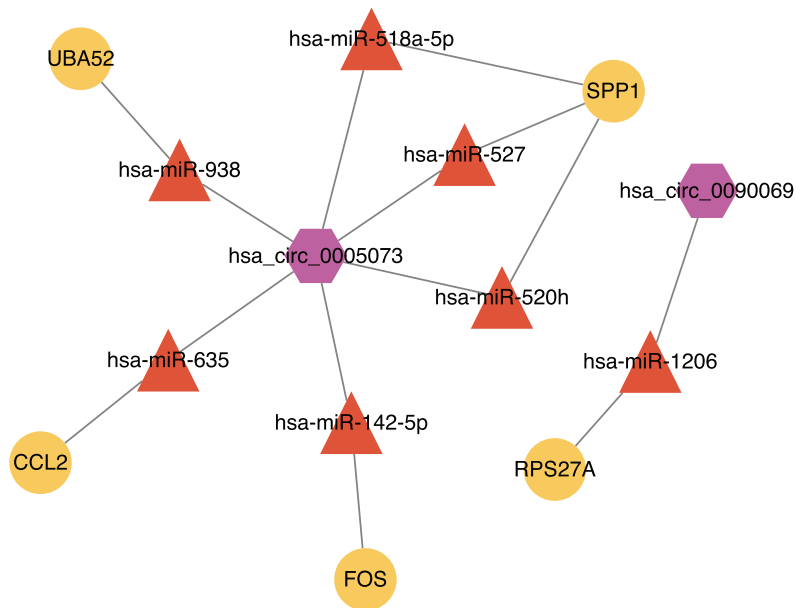 hsa-miR-518a-5p
UBA52
SPP1
hsa-miR-527
hsa-miR-938
hsa_circ_0090069
hsa_circ_0005073
hsa-miR-520h
hsa-miR-635
hsa-miR-1206
hsa-miR-142-5p
CCL2
RPS27A
FOS